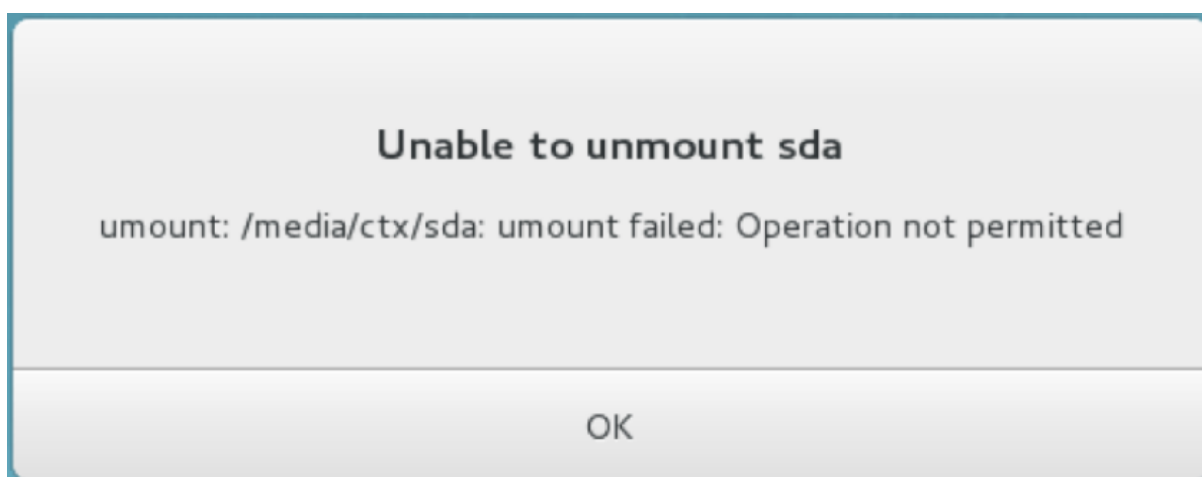 Unable to unmount sda
umount: /media/ctx/sda: umount failed: Operation not permitted
OK